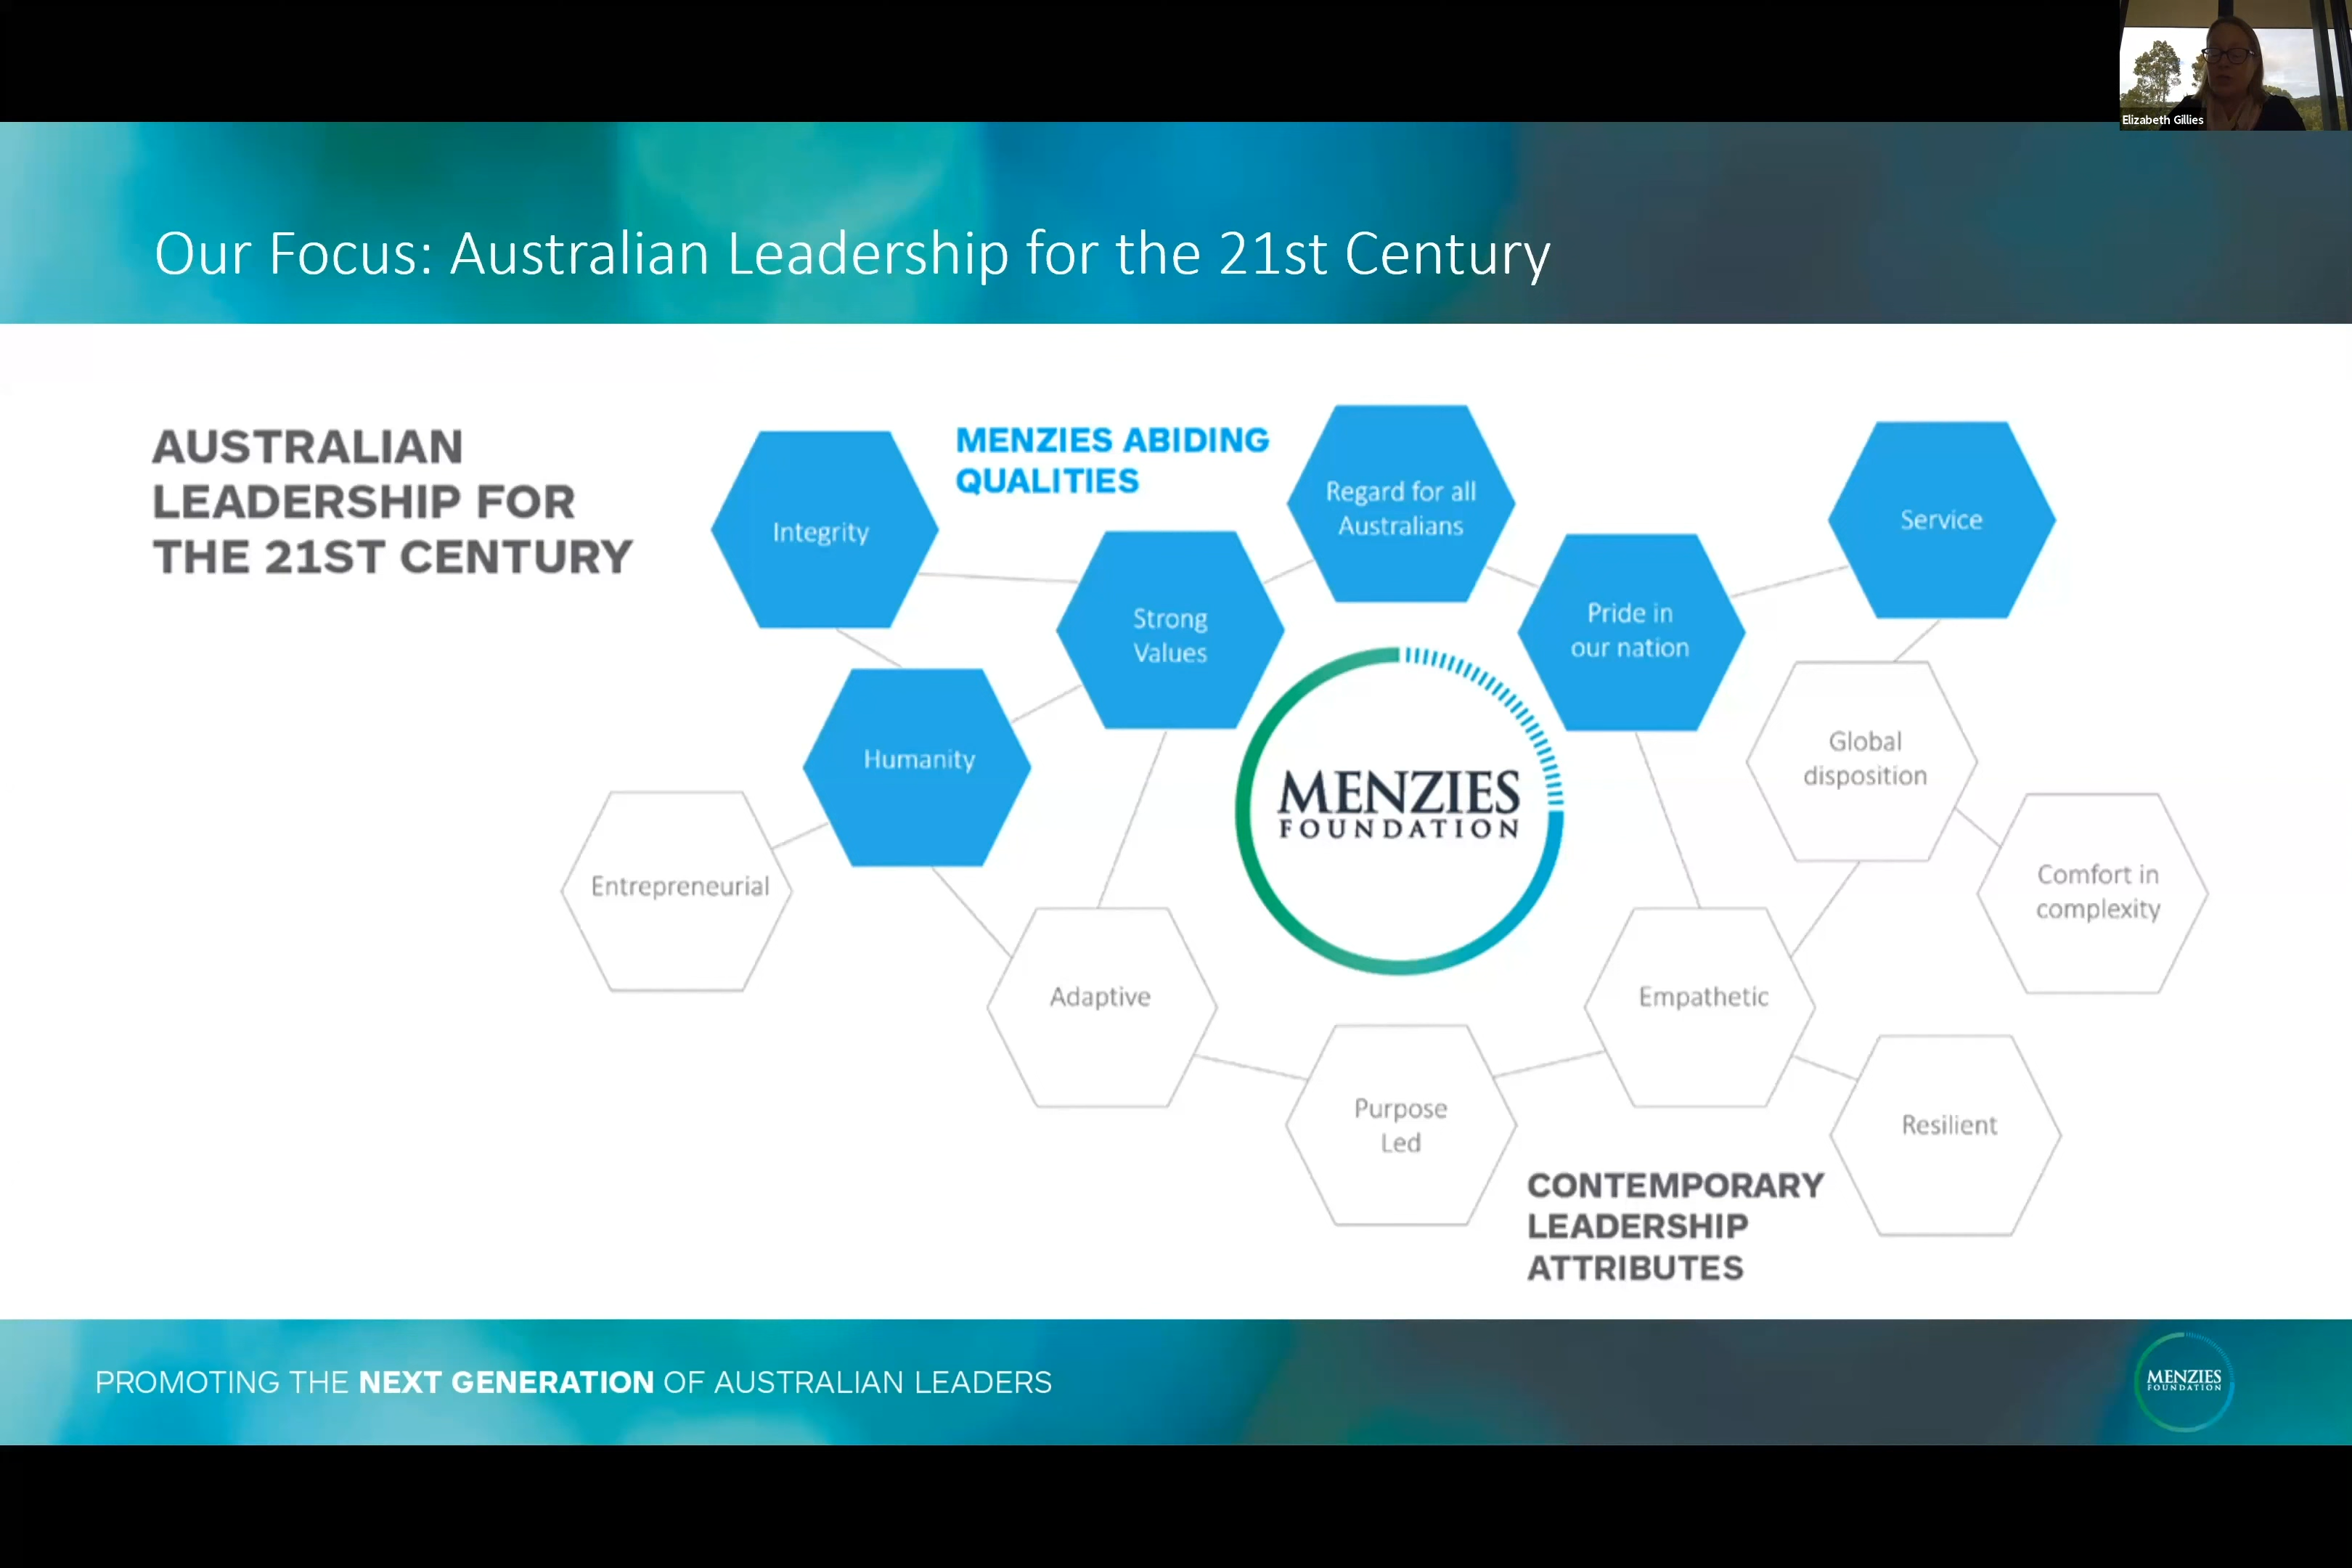 Elizabeth Gillies
Our Focus: Australian Leadership for the 21st Century
AUSTRALIAN
LEADERSHIP FOR
THE 21ST CENTURY
MENZIES ABIDING
QUALITIES
Integrity
Strong
Values
Regard for all
Australians
Pride in
our nation
Service
Humanity
Global
disposition
Comfort in
complexity
Entrepreneurial
MENZIES
FOUNDATION
Adaptive
Empathetic
Purpose
Led
Resilient
CONTEMPORARY
LEADERSHIP
ATTRIBUTES
PROMOTING THE NEXT GENERATION OF AUSTRALIAN LEADERS
MENZIES
FOUNDATION